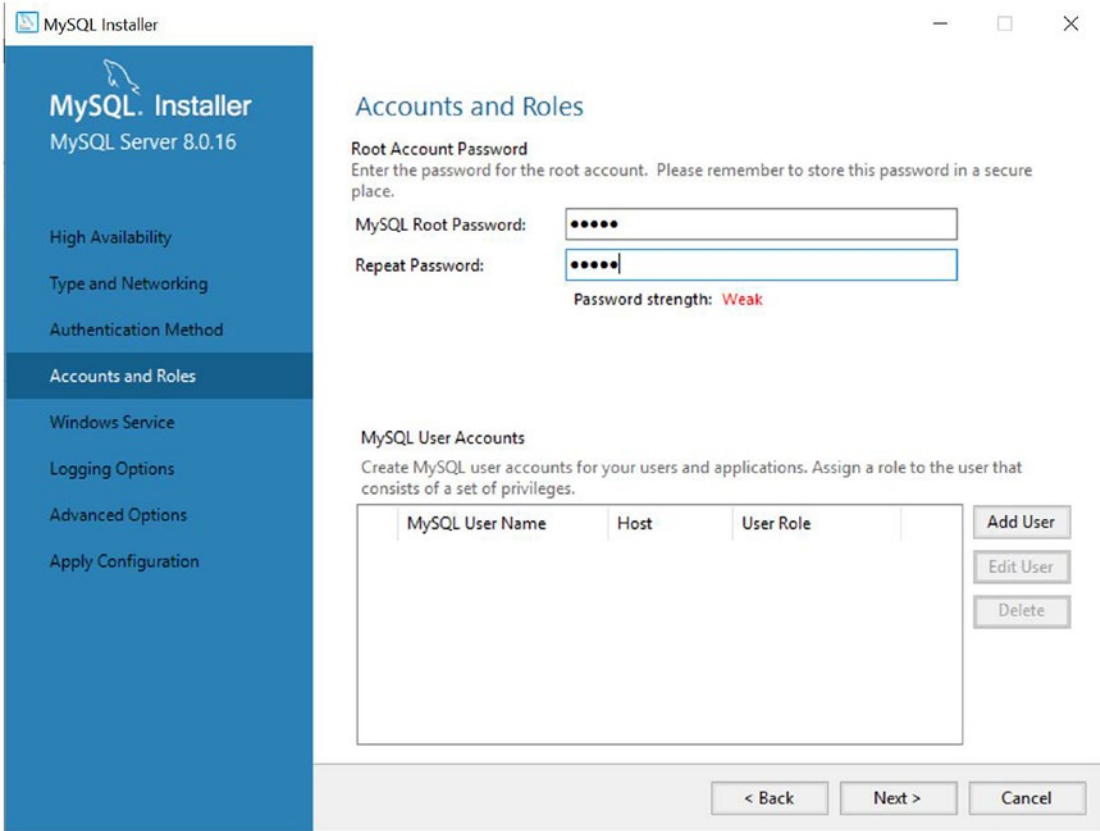 MySQL Installer
MySQL. Installer
MySQL Server 8.0.16
High Availability
Type and Networking
Authentication Method
Accounts and Roles
Windows Service
Logging Options
Advanced Options
Apply Configuration
Accounts and Roles
Root Account Password
Enter the password for the root account. Please remember to store this password in a secure
place.
MySQL Root Password: •••••
Repeat Password: •••••
Password strength: Weak
MySQL User Accounts
Create MySQL user accounts for your users and applications. Assign a role to the user that
consists of a set of privileges.
MySQL User Name Host User Role
Add User
Edit User
Delete
< Back Next > Cancel